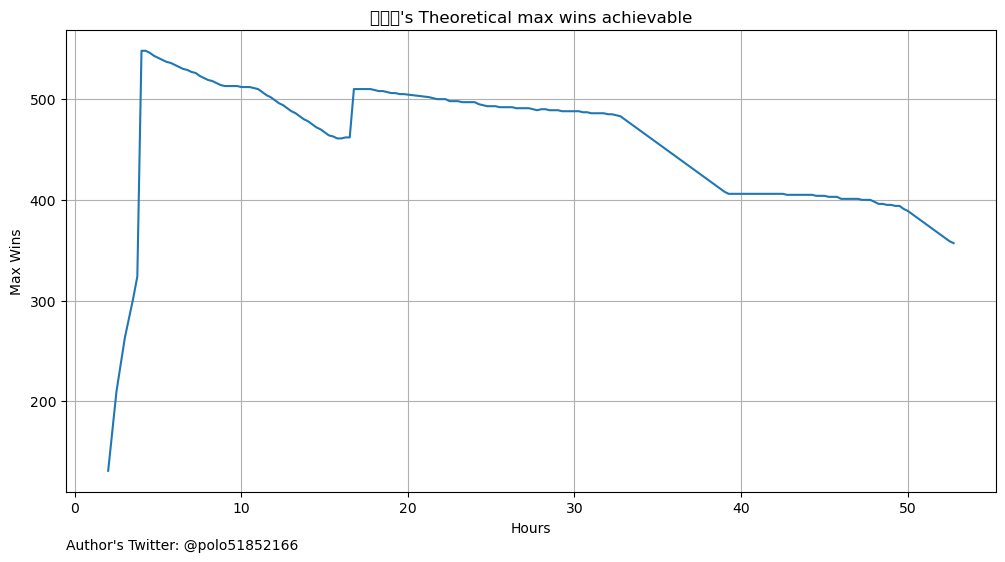 's Theoretical max wins achievable
500
400
300
200
Max Wins
0 10 20 30 40 50
Hours
Author's Twitter: @polo51852166